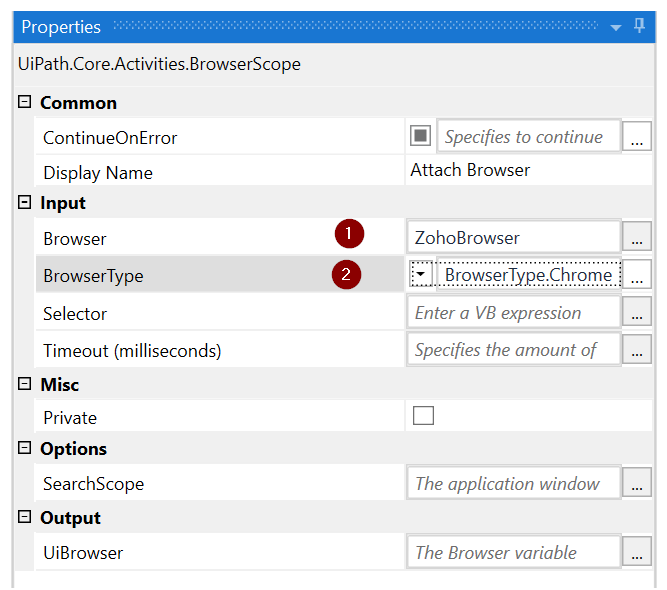 Properties
UiPath.Core.Activities.BrowserScope
Common
ContinueOnError Specifies to continue ...
Display Name Attach Browser
Input
Browser 1 ZohoBrowser ...
BrowserType 2 BrowserType.Chrome ...
Selector Enter a VB expression ...
Timeout (milliseconds) Specifies the amount of ...
Misc
Private
Options
SearchScope The application window ...
Output
UiBrowser The Browser variable ...